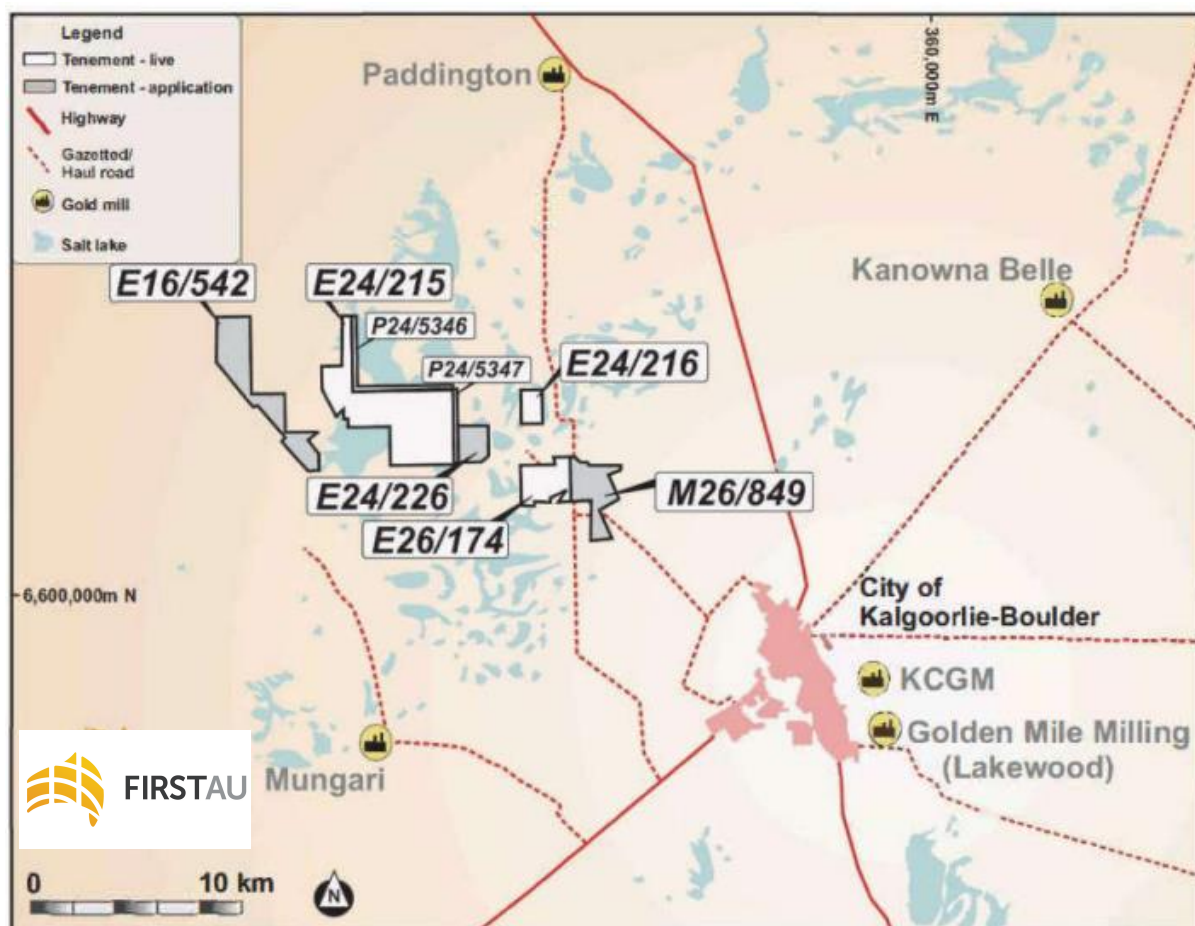 Legend
Tenement - live
Tenement - application
Highway
Gazetted/
Haul road
Gold mill
Salt lake
Paddington
360,000m E
Kanowna Belle
E16/542
E24/215
P24/5346
P24/5347
E24/216
E24/226
E26/174
M26/849
6,600,000m N
City of
Kalgoorlie-Boulder
KCGM
Golden Mile Milling
(Lakewood)
Mungari
FIRSTAU
0 10 km
N